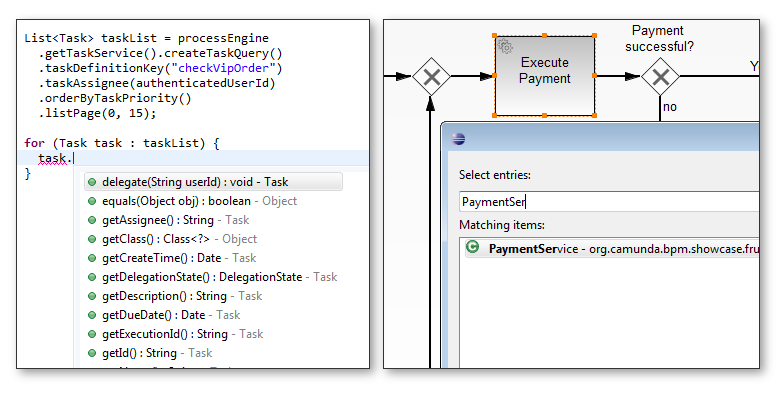 List<Task> taskList = processEngine
.getTaskService().createTaskQuery()
.taskDefinitionKey("checkVipOrder")
.taskAssignee(authenticatedUserId)
.orderByTaskPriority()
.listPage(0, 15);
for (Task task : taskList) {
task.
}
delegate(String userId) : void - Task
equals(Object obj) : boolean - Object
getAssignee() : String - Task
getClass() : Class<?> - Object
getCreateTime() : Date - Task
getDelegationState() : DelegationState - Task
getDescription() : String - Task
getDueDate() : Date - Task
getExecutionId() : String - Task
getId() : String - Task
Execute
Payment
Payment
successful?
no
Select entries:
PaymentSer
Matching items:
PaymentService - org.camunda.bpm.showcase.fru